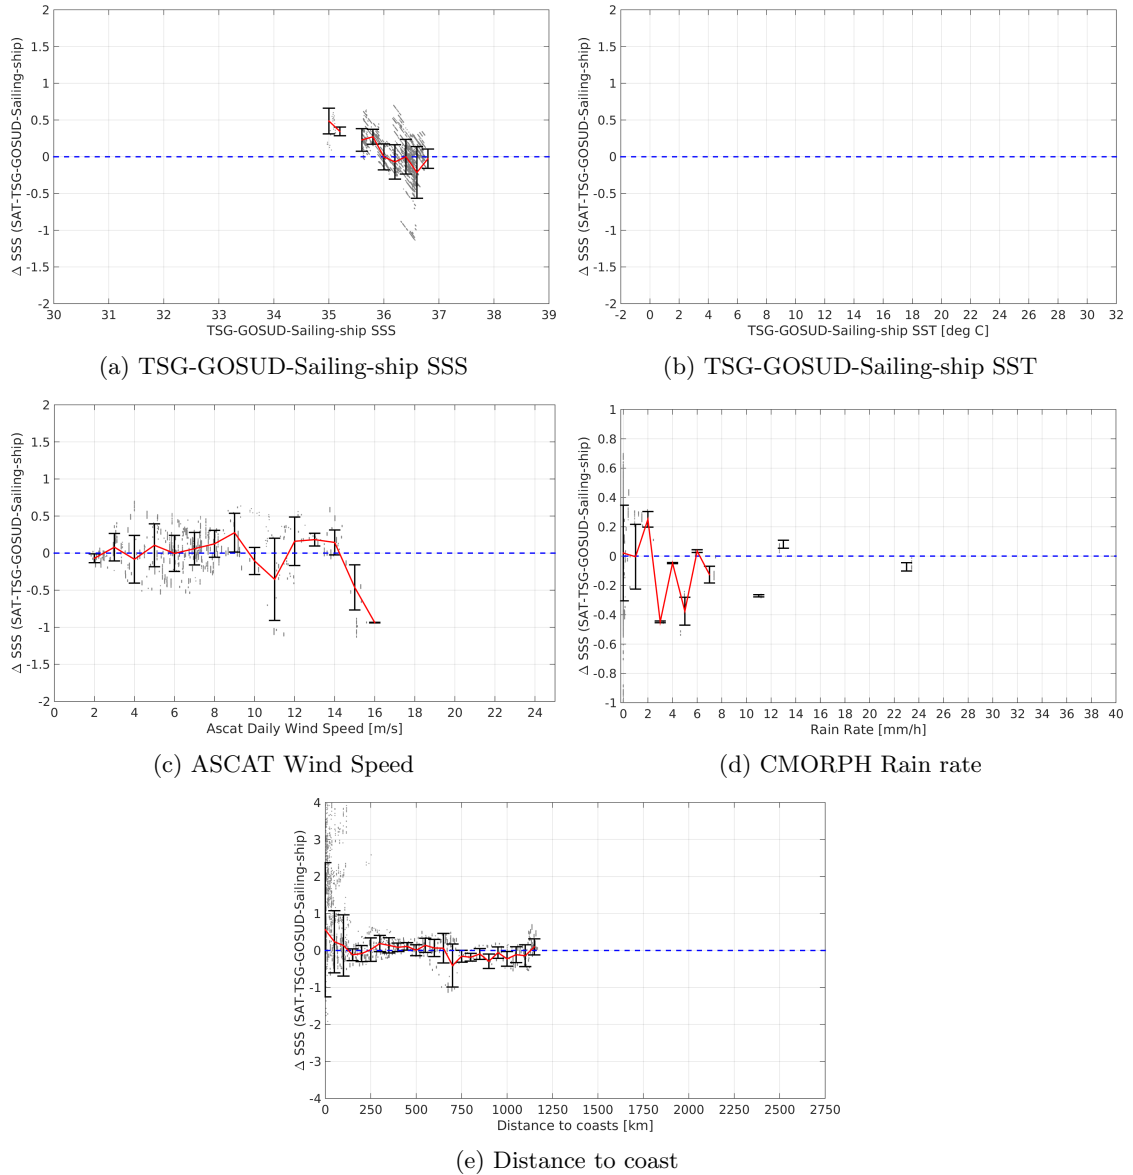 2
1.5
1
0.5
0
-0.5
-1
-1.5
-2
Δ SSS (SAT-TSG-GOSUD-Sailing-ship)
30 31 32 33 34 35 36 37 38 39
TSG-GOSUD-Sailing-ship SSS
(a) TSG-GOSUD-Sailing-ship SSS
2
1.5
1
0.5
0
-0.5
-1
-1.5
-2
Δ SSS (SAT-TSG-GOSUD-Sailing-ship)
-2 0 2 4 6 8 10 12 14 16 18 20 22 24 26 28 30 32
TSG-GOSUD-Sailing-ship SST [deg C]
(b) TSG-GOSUD-Sailing-ship SST
2
1.5
1
0.5
0
-0.5
-1
-1.5
-2
Δ SSS (SAT-TSG-GOSUD-Sailing-ship)
0 2 4 6 8 10 12 14 16 18 20 22 24
Ascat Daily Wind Speed [m/s]
(c) ASCAT Wind Speed
1
0.8
0.6
0.4
0.2
0
-0.2
-0.4
-0.6
-0.8
-1
Δ SSS (SAT-TSG-GOSUD-Sailing-ship)
0 2 4 6 8 10 12 14 16 18 20 22 24 26 28 30 32 34 36 38 40
Rain Rate [mm/h]
(d) CMORPH Rain rate
4
3
2
1
0
-1
-2
-3
-4
Δ SSS (SAT-TSG-GOSUD-Sailing-ship)
0 250 500 750 1000 1250 1500 1750 2000 2250 2500 2750
Distance to coasts [km]
(e) Distance to coast